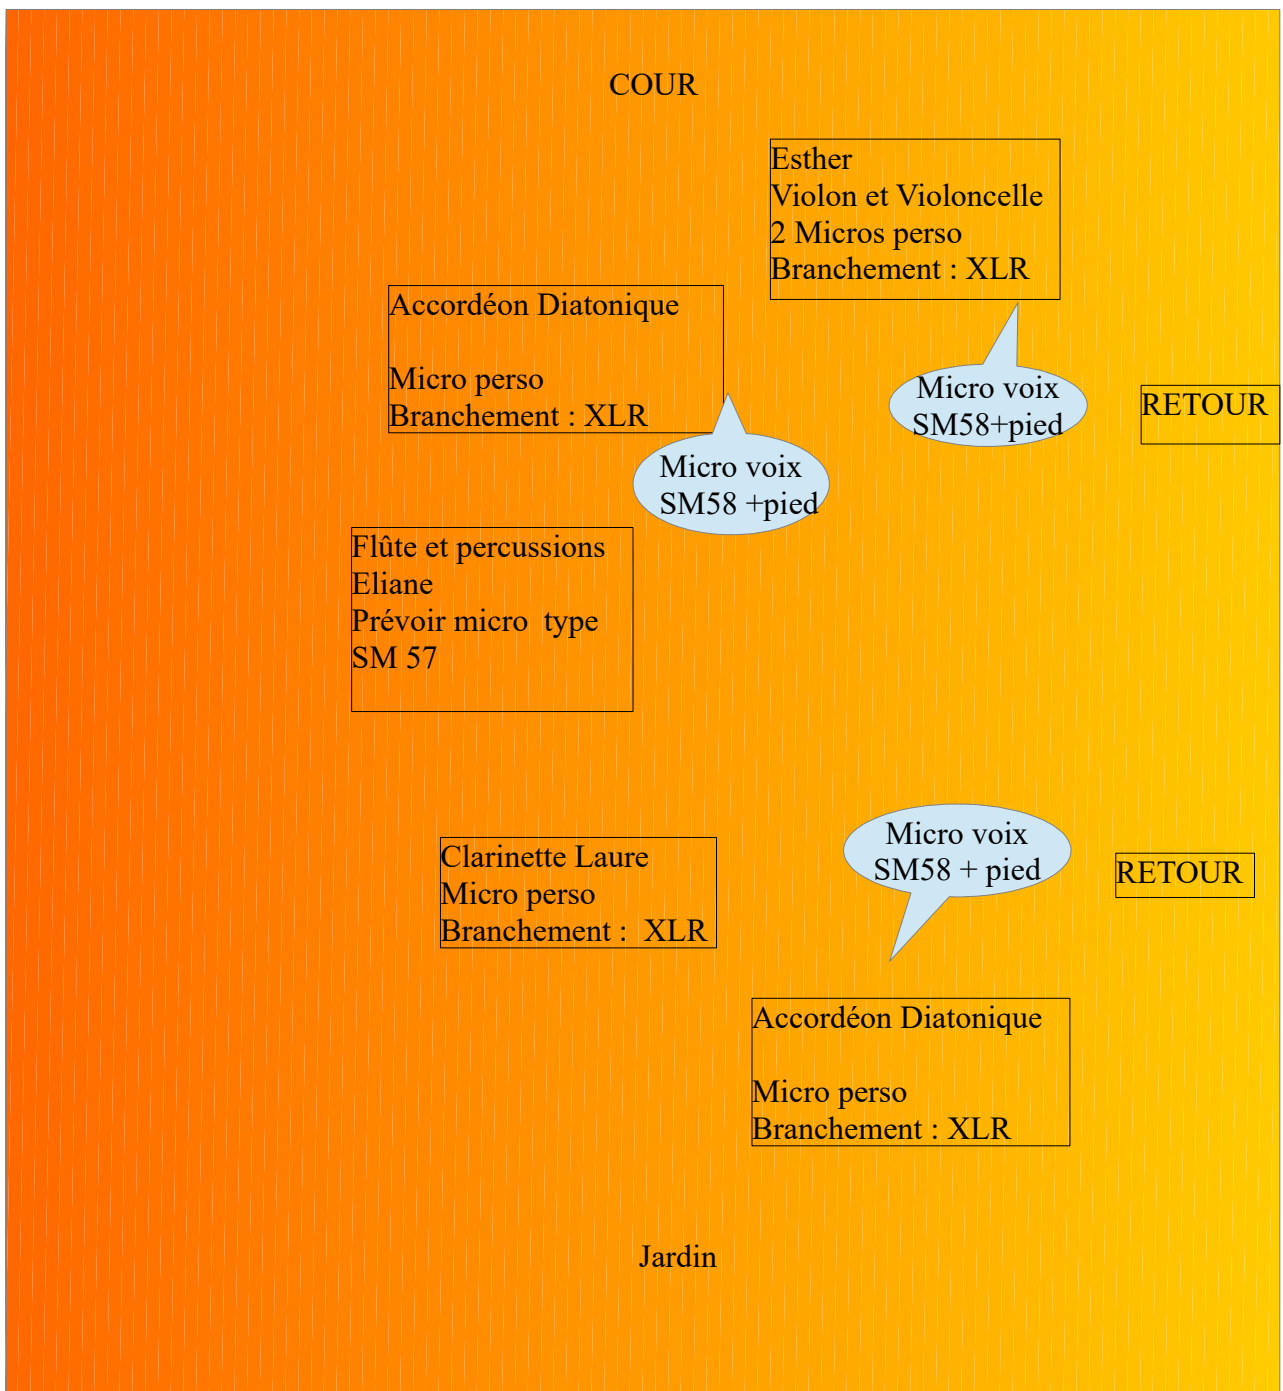 COUR
Esther
Violon et Violoncelle
2 Micros perso
Branchement : XLR
Accordéon Diatonique
Micro perso
Branchement : XLR
Micro voix
SM58+pied
RETOUR
Micro voix
SM58 +pied
Flûte et percussions
Eliane
Prévoir micro  type
SM 57
Micro voix
SM58 + pied
RETOUR
Clarinette Laure
Micro perso
Branchement :  XLR
Accordéon Diatonique
Micro perso
Branchement : XLR
Jardin